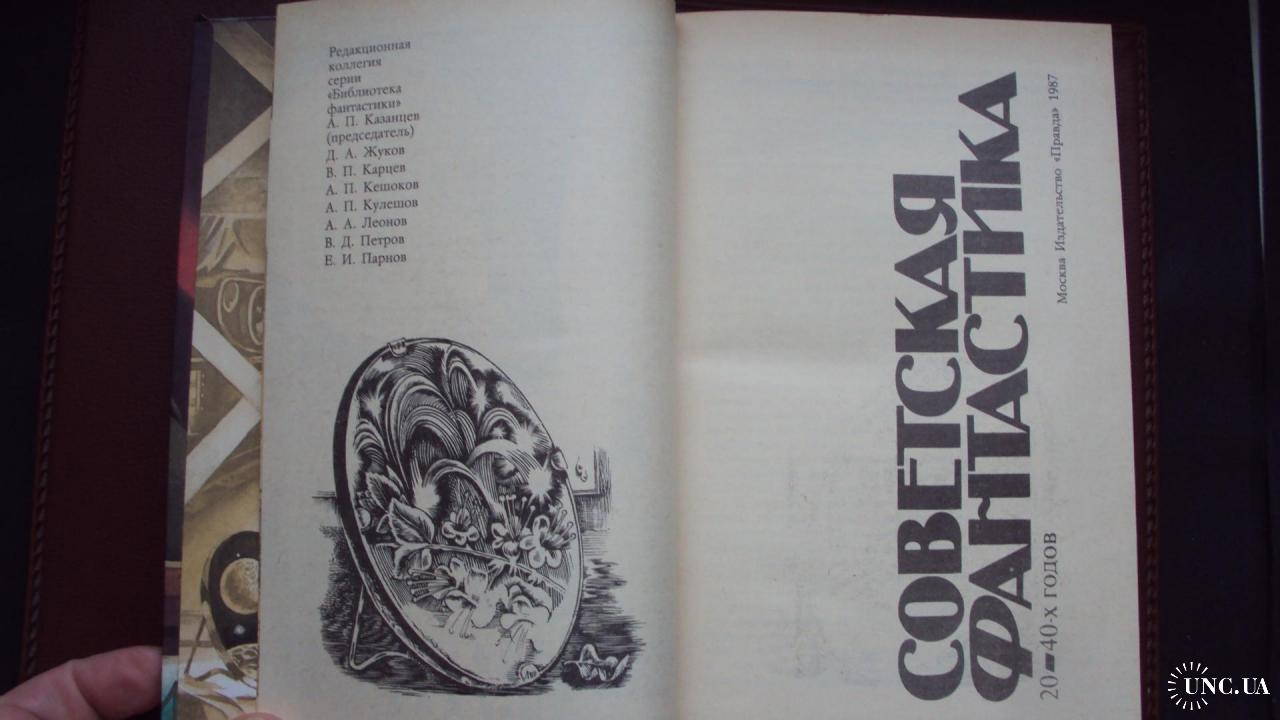 Редакционная
коллегия
серии
«Библиотека
фантастики»
А. П. Казанцев
(председатель)
Д. А. Жуков
В. П. Карцев
А. П. Кешоков
А. П. Кулешов
А. А. Леонов
В. Д. Петров
Е. И. Парнов
СОВЕТСКАЯ
ФАНТАСТИКА
20—40-Х ГОДОВ
Москва Издательство «Правда» 1987
UNC.UA